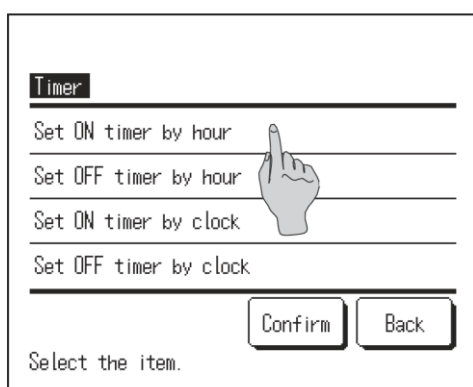 Timer
Set ON timer by hour
Set OFF timer by hour
Set ON timer by clock
Set OFF timer by clock
Confirm Back
Select the item.